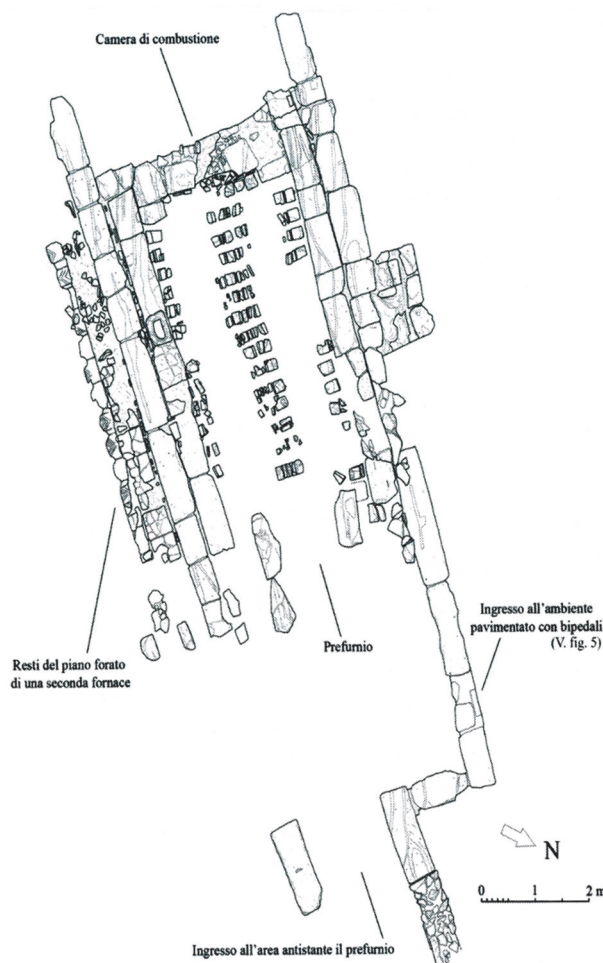 Camera di combustione
Ingresso all'ambiente
pavimentato con bipedali
(V. fig. 5)
Prefurnio
Resti del piano forato
di una seconda fornace
N
0 1 2 m
Ingresso all'area antistante il prefurnio